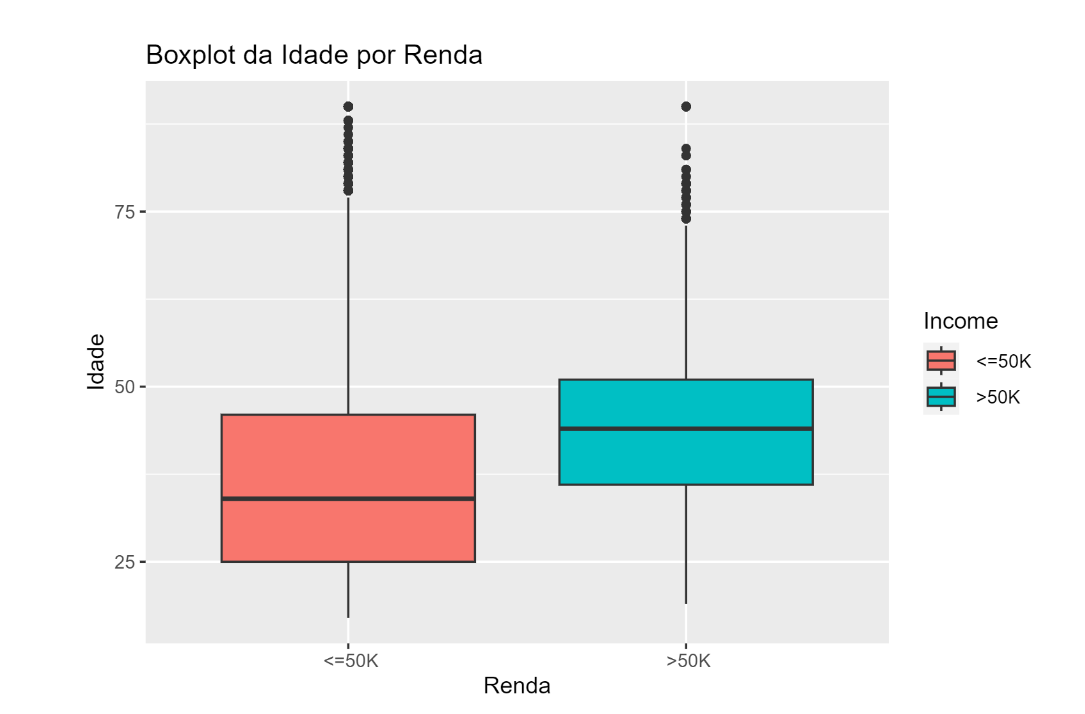 Boxplot da Idade por Renda
75
50
25
Idade
<=50K
>50K
Renda
Income
<=50K
>50K